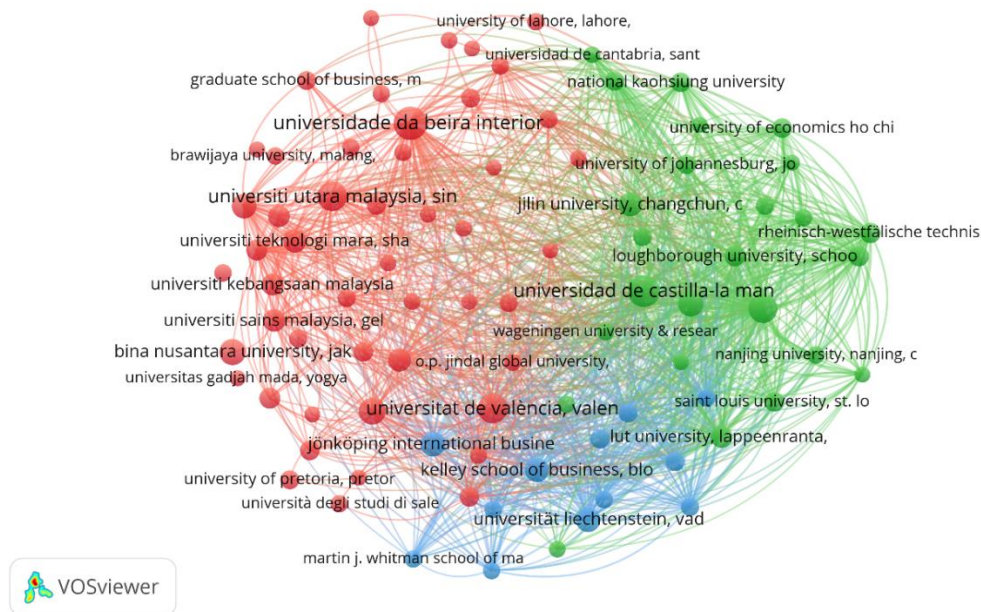 university of lahore, lahore,
universidad de cantabria, sant
graduate school of business, m
national kaohsiung university
universidade da beira interior
university of economics ho chi
brawijaya university, malang,
university of johannesburg, jo
universiti utara malaysia, sin
jilin university, changchun, c
rheinisch-westfälische technis
universiti teknologi mara, sha
loughborough university, schoo
universiti kebangsaan malaysia
universidad de castilla-la man
universiti sains malaysia, gel
wageningen university & resear
bina nusantara university, jak
o.p. jindal global university,
nanjing university, nanjing, c
universitas gadjah mada, yogya
saint louis university, st. lo
universitat de valència, valen
jönköping international busine
lut university, lappeenranta,
kelley school of business, blo
university of pretoria, pretor
università degli studi di sale
universität liechtenstein, vad
martin j. whitman school of ma
VOSviewer